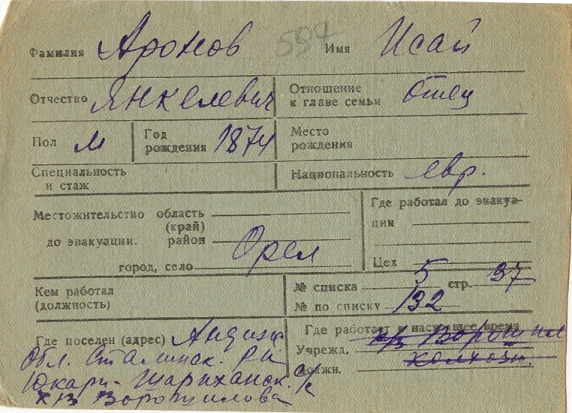 Фамилия Аронов 597 Имя Исай
Отчество Янкелевич Отношение к главе семьи отец
Пол М Год рождения 1874 Место рождения
Специальность и стаж Национальность евр.
Местожительство область (край) до эвакуации. район Где работал до эвакуации
город, село Орел Цех
Кем работал (должность) № списка 5 стр. 37
№ по списку 132
Где поселен (адрес) Андиж Где работает в настоящее время
Обл. Сталинск. р-н Учрежд. к/з Ворошил
Юкари-Шариханск. с/с Должн. колхозн.
к/з Ворошилова